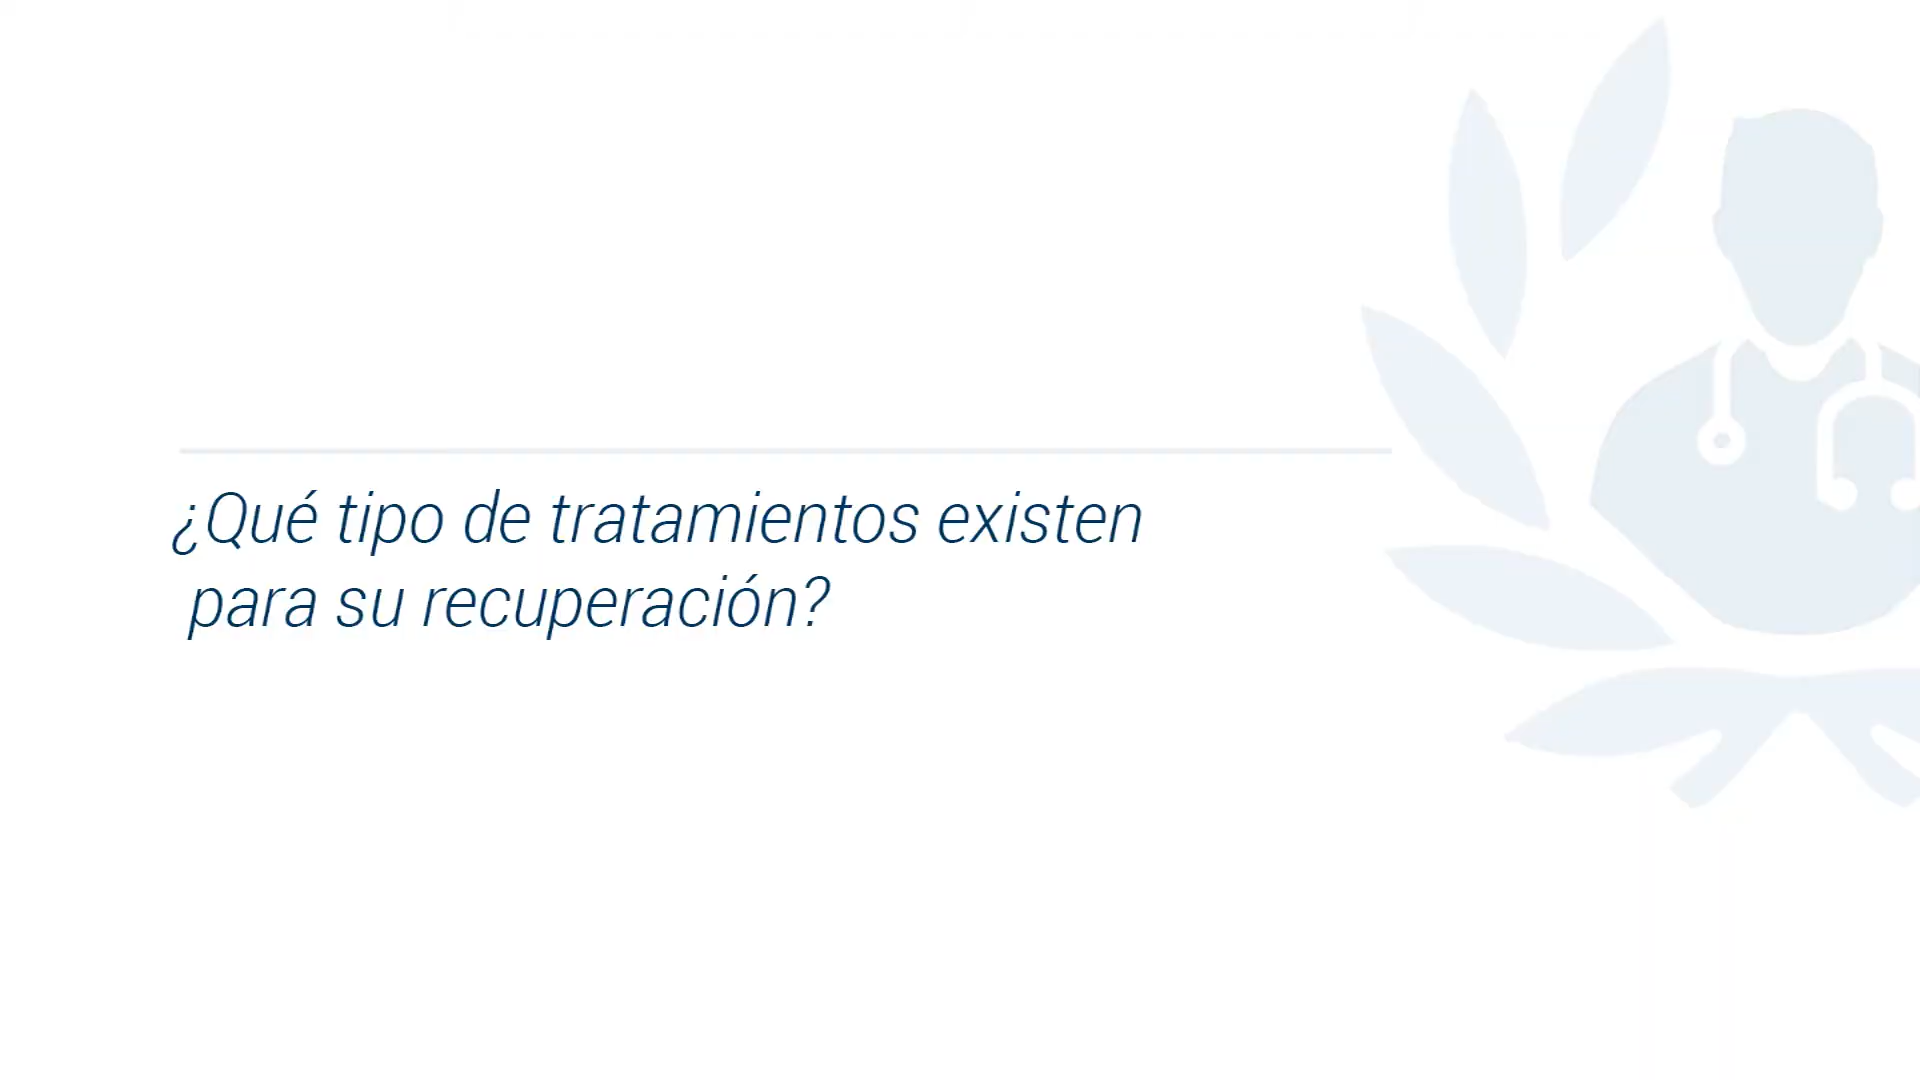 ¿Qué tipo de tratamientos existen
para su recuperación?